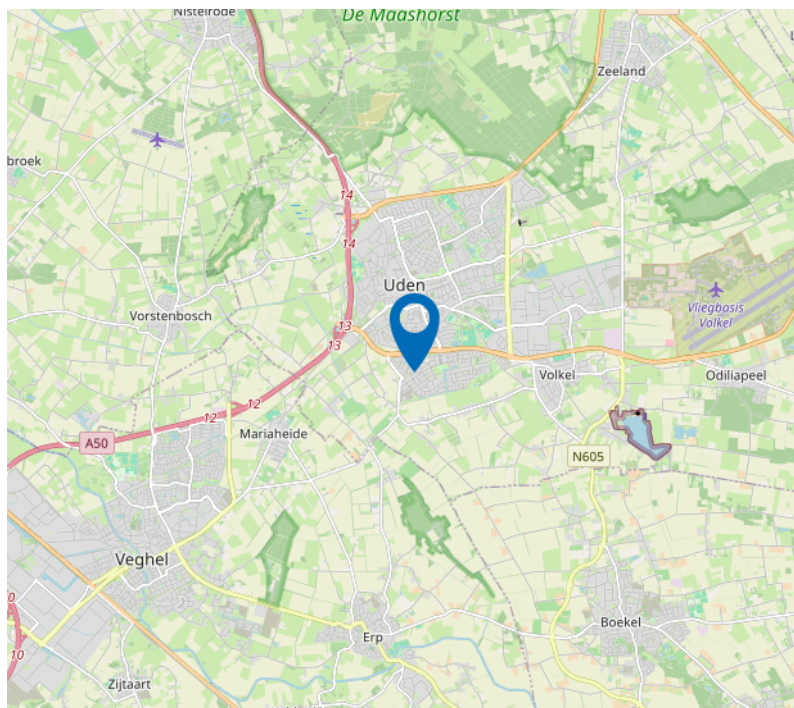 Nistelrode
De Maashorst
Zeeland
broek
14
14
Uden
Vliegbasis
Volkel
Vorstenbosch
13
13
Volkel
Odiliapeel
12
12
Mariaheide
A50
N605
Veghel
Boekel
Erp
10
Zijtaart